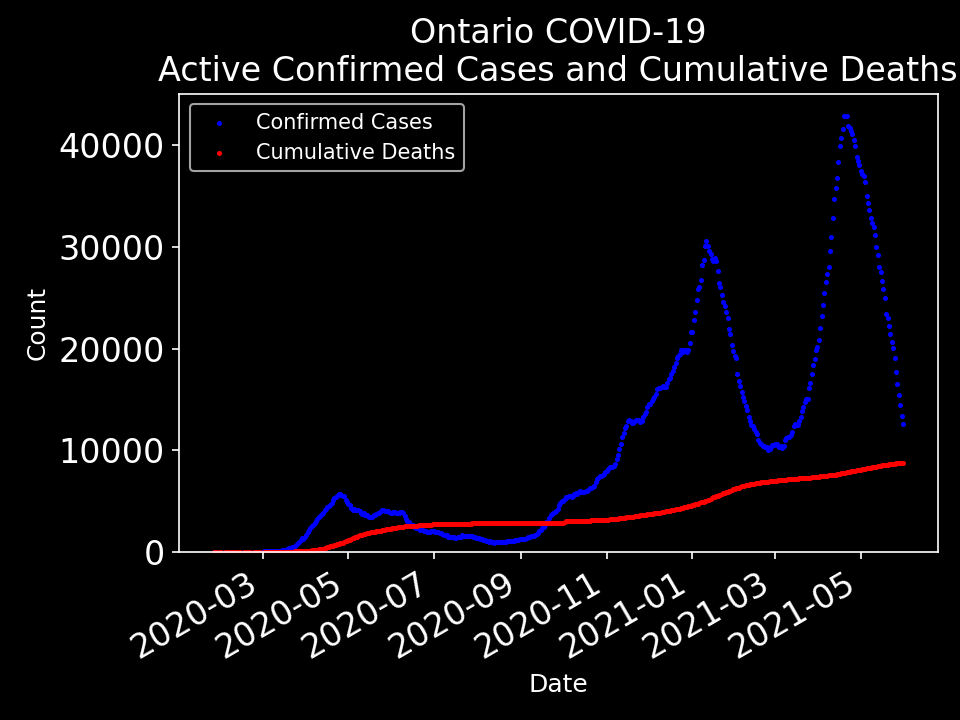 Ontario COVID-19
Active Confirmed Cases and Cumulative Deaths
Confirmed Cases
Cumulative Deaths
40000
30000
20000
10000
0
Count
2020-03
2020-05
2020-07
2020-09
2020-11
2021-01
2021-03
2021-05
Date